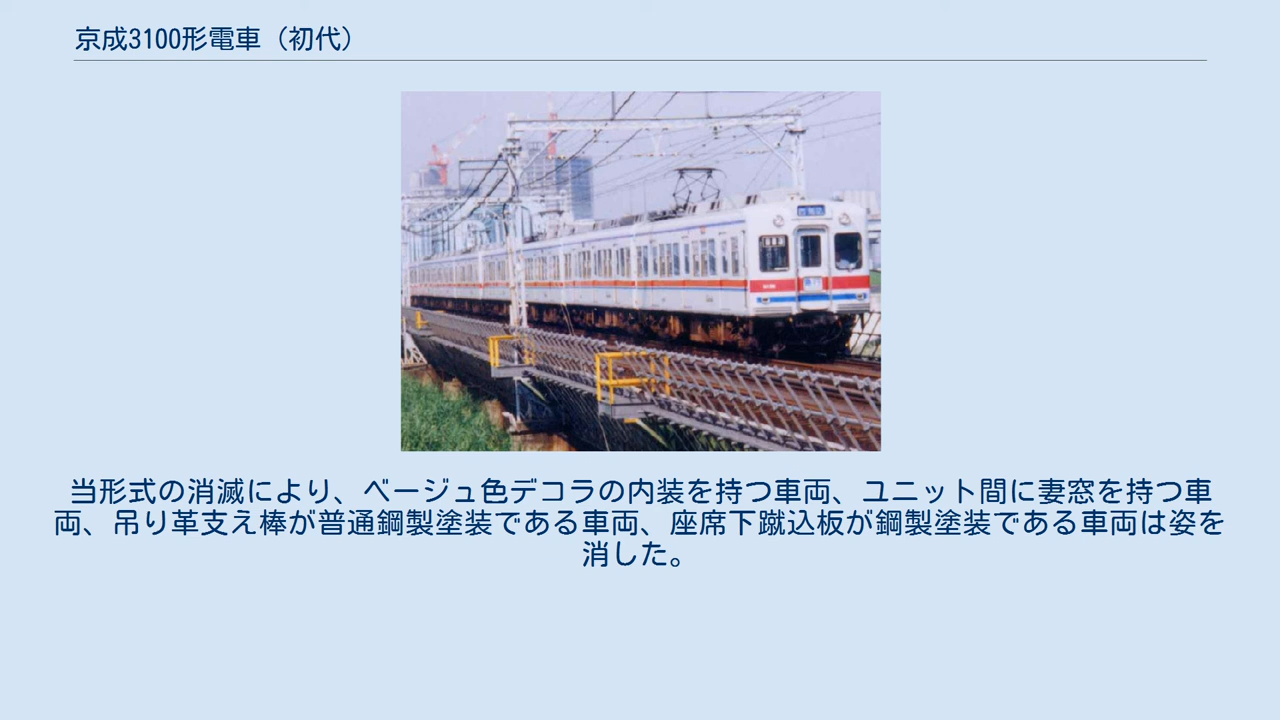 京成3100形電車（初代）
当形式の消滅により、ベージュ色デコラの内装を持つ車両、ユニット間に妻窓を持つ車
両、吊り革支え棒が普通鋼製塗装である車両、座席下蹴込板が鋼製塗装である車両は姿を
消した。